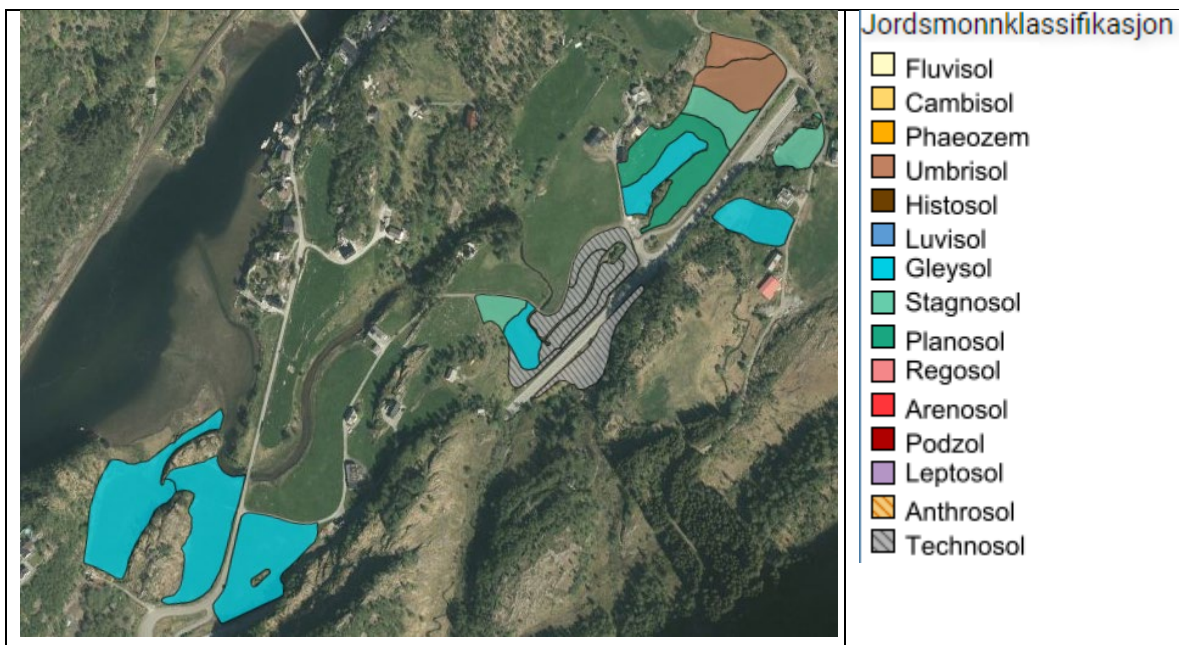 Jordsmonnklassifikasjon
Fluvisol
Cambisol
Phaeozem
Umbrisol
Histosol
Luvisol
Gleysol
Stagnosol
Planosol
Regosol
Arenosol
Podzol
Leptosol
Anthrosol
Technosol